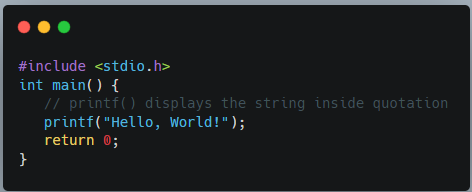 #include <stdio.h>
int main() {
   // printf() displays the string inside quotation
   printf("Hello, World!");
   return 0;
}